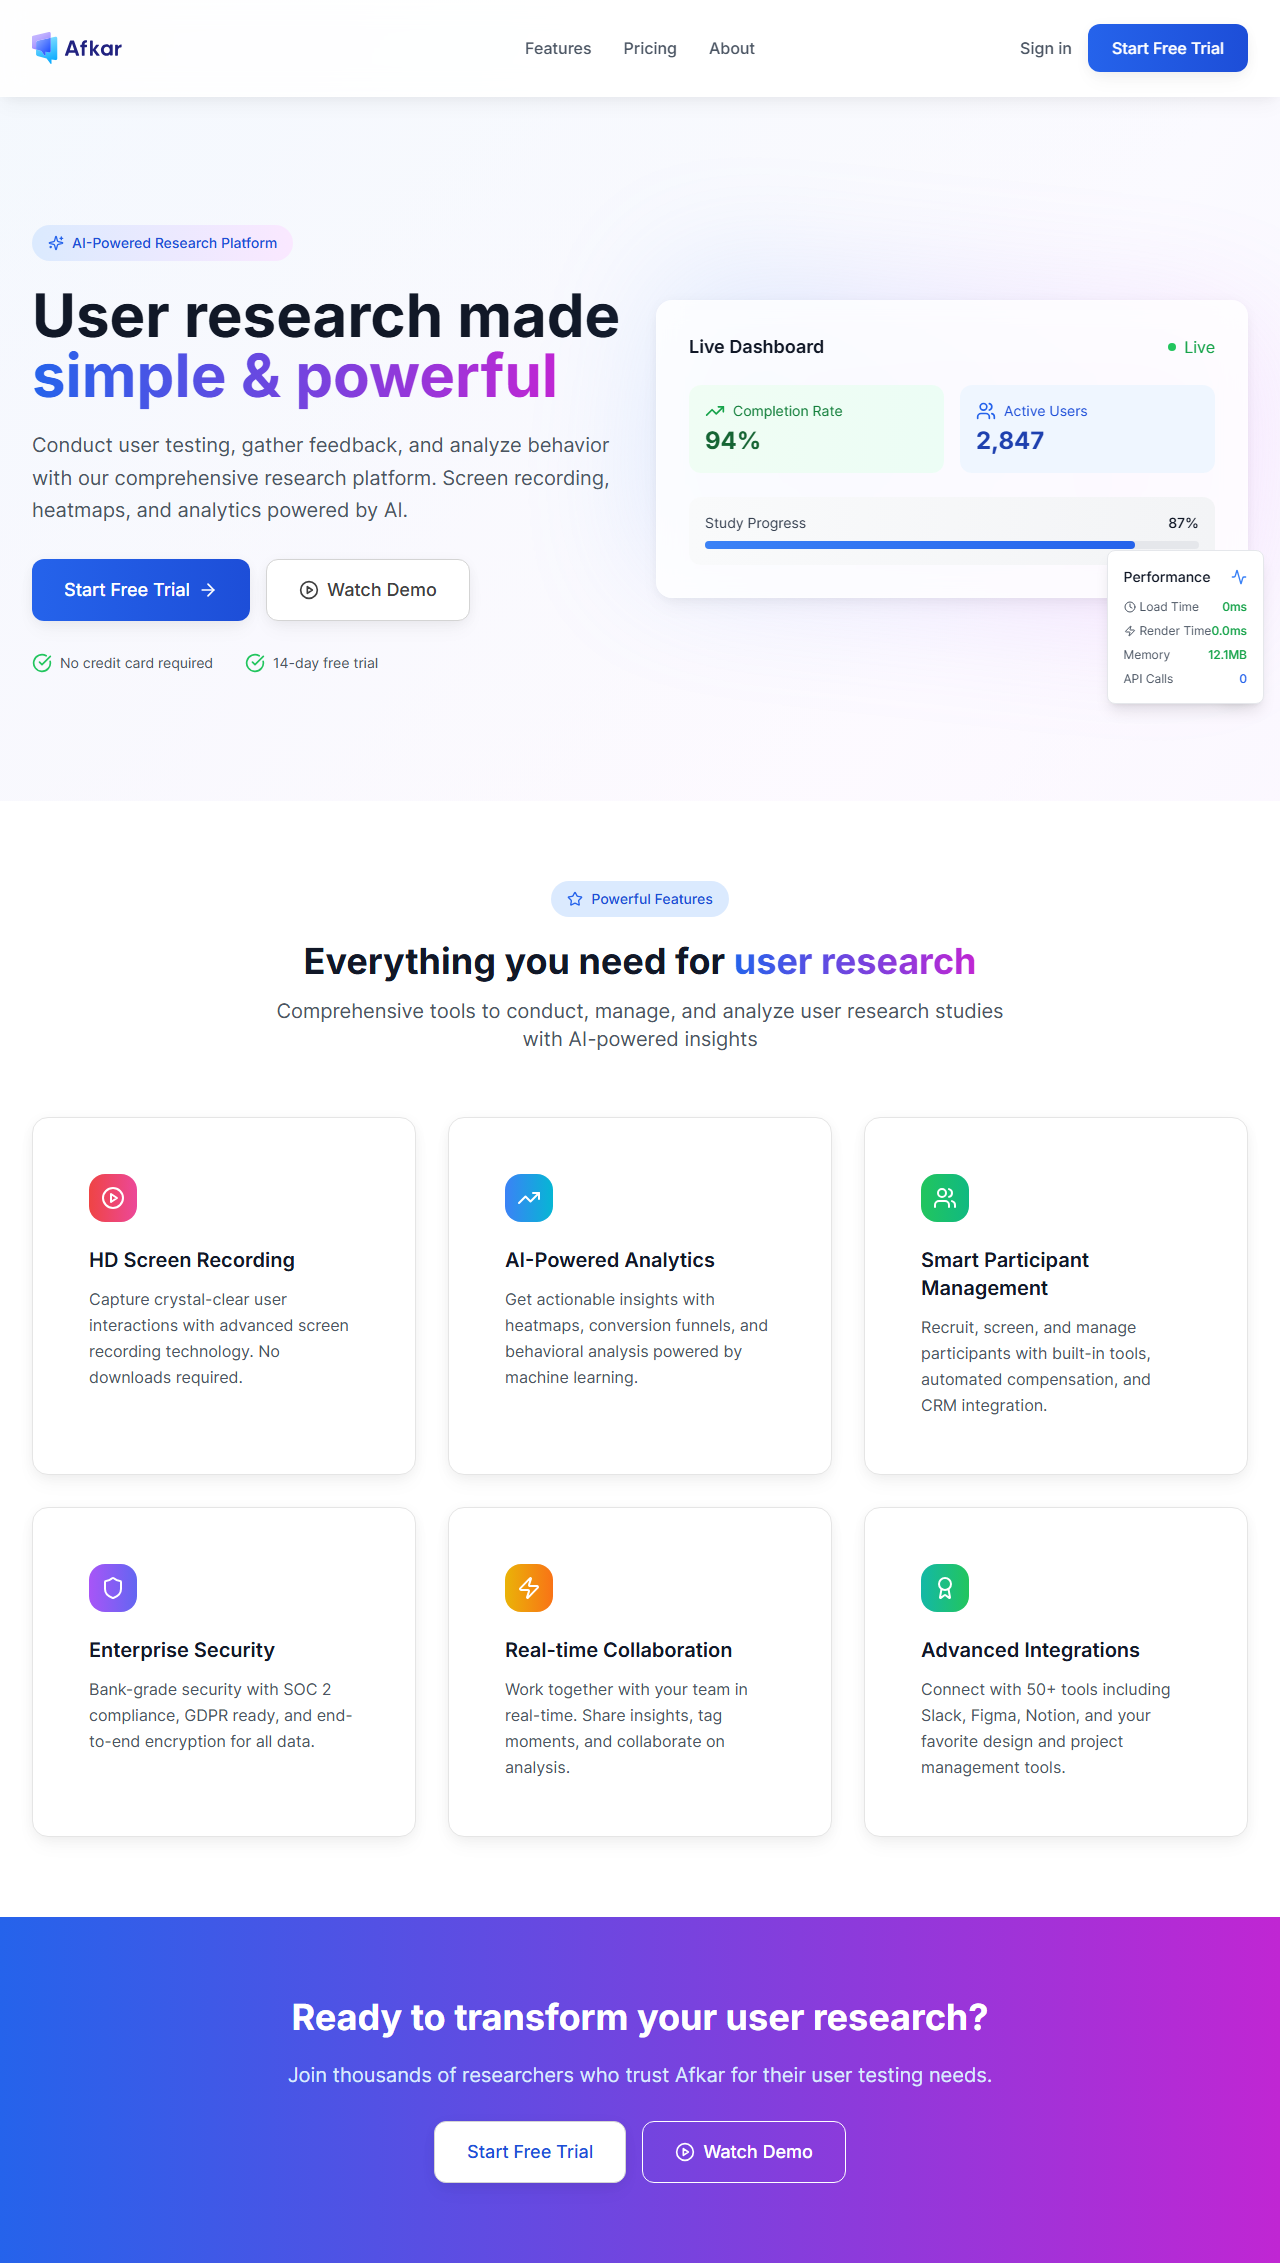 Afkar
Features
Pricing
About
Sign in
Start Free Trial
AI-Powered Research Platform
User research made
simple & powerful
Conduct user testing, gather feedback, and analyze behavior
with our comprehensive research platform. Screen recording,
heatmaps, and analytics powered by AI.
Start Free Trial
Watch Demo
No credit card required
14-day free trial
Live Dashboard
Live
Completion Rate
94%
Active Users
2,847
Study Progress
87%
Performance
Load Time
0ms
Render Time
0.0ms
Memory
12.1MB
API Calls
0
Powerful Features
Everything you need for user research
Comprehensive tools to conduct, manage, and analyze user research studies
with AI-powered insights
HD Screen Recording
Capture crystal-clear user
interactions with advanced screen
recording technology. No
downloads required.
AI-Powered Analytics
Get actionable insights with
heatmaps, conversion funnels, and
behavioral analysis powered by
machine learning.
Smart Participant
Management
Recruit, screen, and manage
participants with built-in tools,
automated compensation, and
CRM integration.
Enterprise Security
Bank-grade security with SOC 2
compliance, GDPR ready, and end-
to-end encryption for all data.
Real-time Collaboration
Work together with your team in
real-time. Share insights, tag
moments, and collaborate on
analysis.
Advanced Integrations
Connect with 50+ tools including
Slack, Figma, Notion, and your
favorite design and project
management tools.
Ready to transform your user research?
Join thousands of researchers who trust Afkar for their user testing needs.
Start Free Trial
Watch Demo